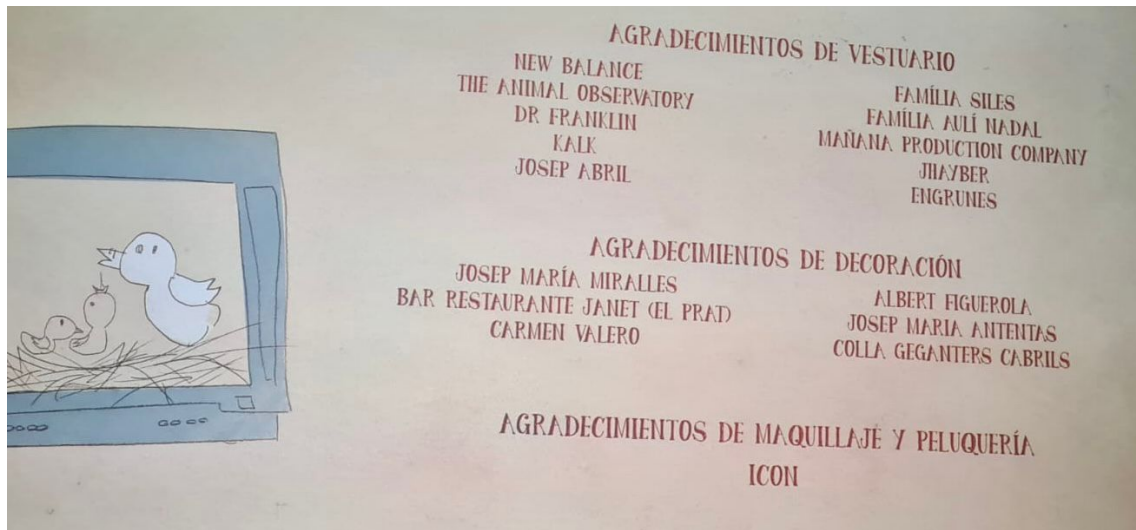 AGRADECIMIENTOS DE VESTUARIO
NEW BALANCE
THE ANIMAL OBSERVATORY
DR FRANKLIN
KALK
JOSEP ABRIL
FAMÍLIA SILES
FAMÍLIA AULÍ NADAL
MAÑANA PRODUCTION COMPANY
JHAYBER
ENGRUNES
AGRADECIMIENTOS DE DECORACIÓN
JOSEP MARÍA MIRALLES
BAR RESTAURANTE JANET (EL PRAT)
CARMEN VALERO
ALBERT FIGUEROLA
JOSEP MARIA ANTENTAS
COLLA GEGANTERS CABRILS
AGRADECIMIENTOS DE MAQUILLAJE Y PELUQUERÍA
ICON